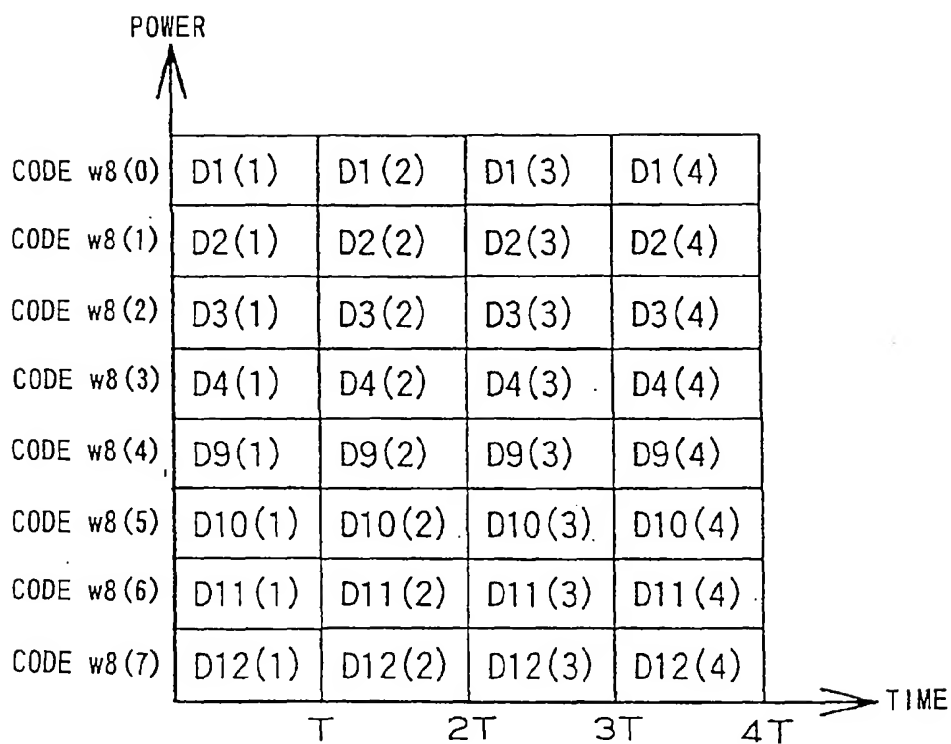 POWER
CODE w8(0) D1(1) D1(2) D1(3) D1(4)
CODE w8(1) D2(1) D2(2) D2(3) D2(4)
CODE w8(2) D3(1) D3(2) D3(3) D3(4)
CODE w8(3) D4(1) D4(2) D4(3) D4(4)
CODE w8(4) D9(1) D9(2) D9(3) D9(4)
CODE w8(5) D10(1) D10(2) D10(3) D10(4)
CODE w8(6) D11(1) D11(2) D11(3) D11(4)
CODE w8(7) D12(1) D12(2) D12(3) D12(4)
TIME
T 2T 3T 4T